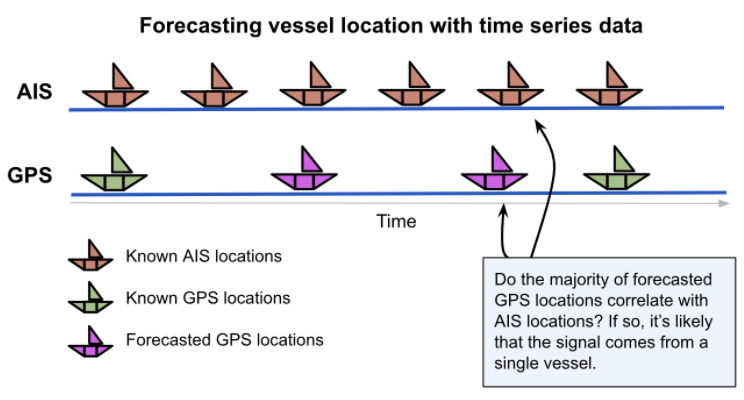 Forecasting vessel location with time series data
AIS
GPS
Time
Known AIS locations
Known GPS locations
Forecasted GPS locations
Do the majority of forecasted
GPS locations correlate with
AIS locations? If so, it’s likely
that the signal comes from a
single vessel.